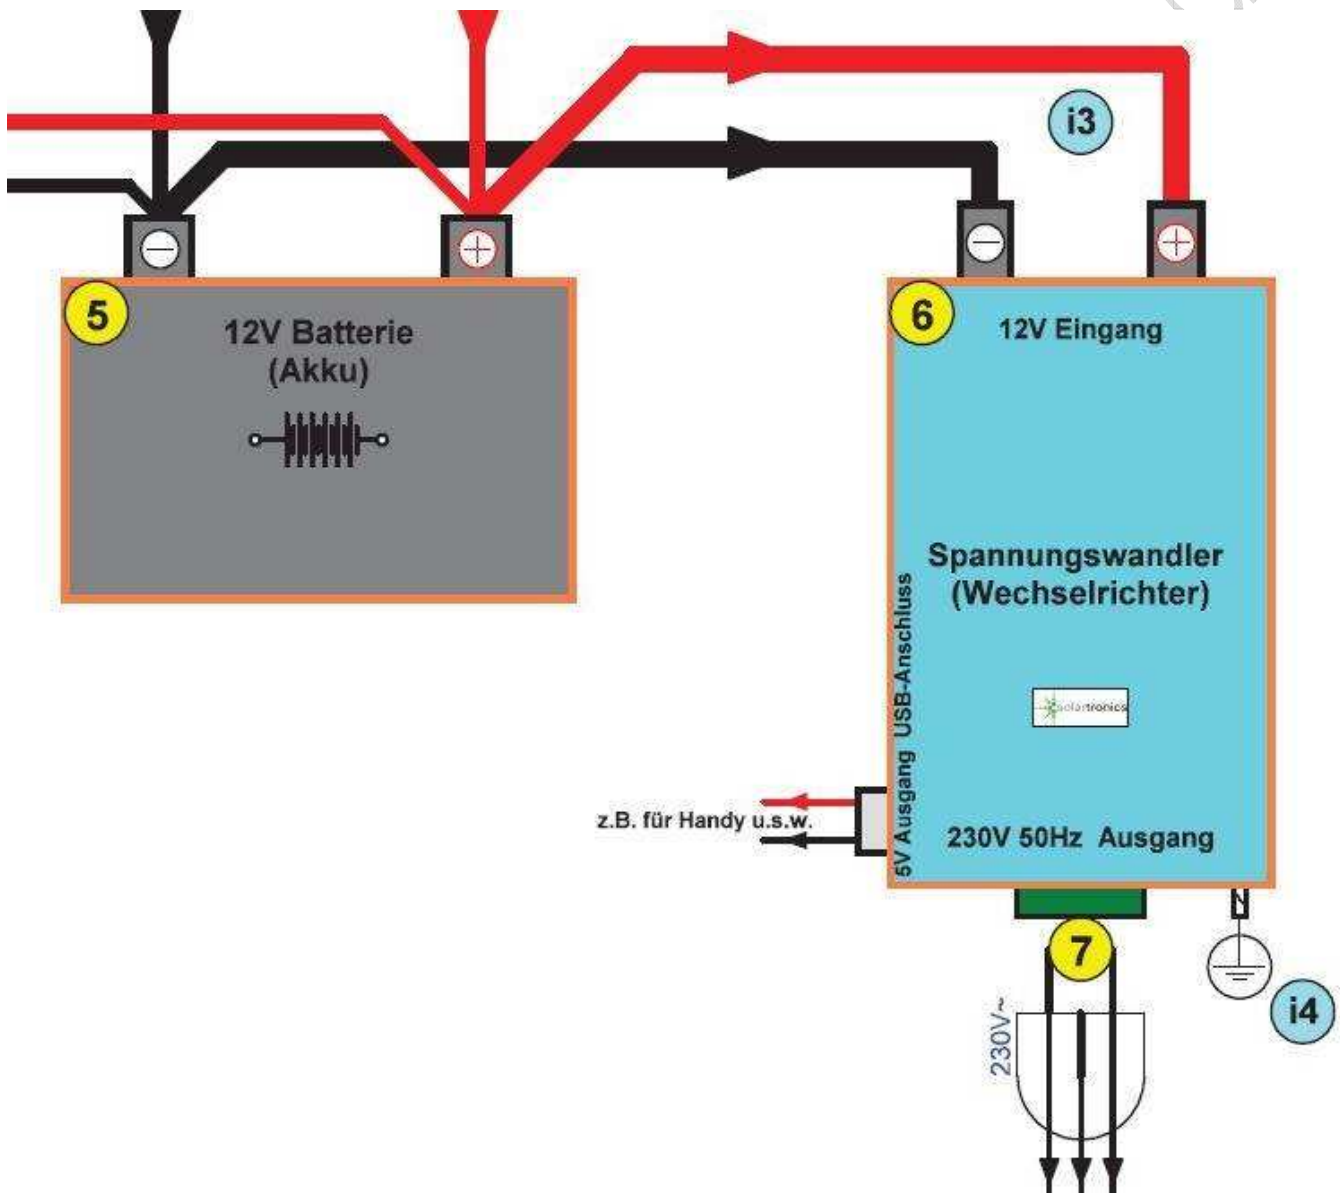 i3
5
12V Batterie
(Akku)
6
12V Eingang
Spannungswandler
(Wechselrichter)
solartronics
5V Ausgang USB-Anschluss
z.B. für Handy u.s.w.
230V 50Hz Ausgang
7
230V~
i4